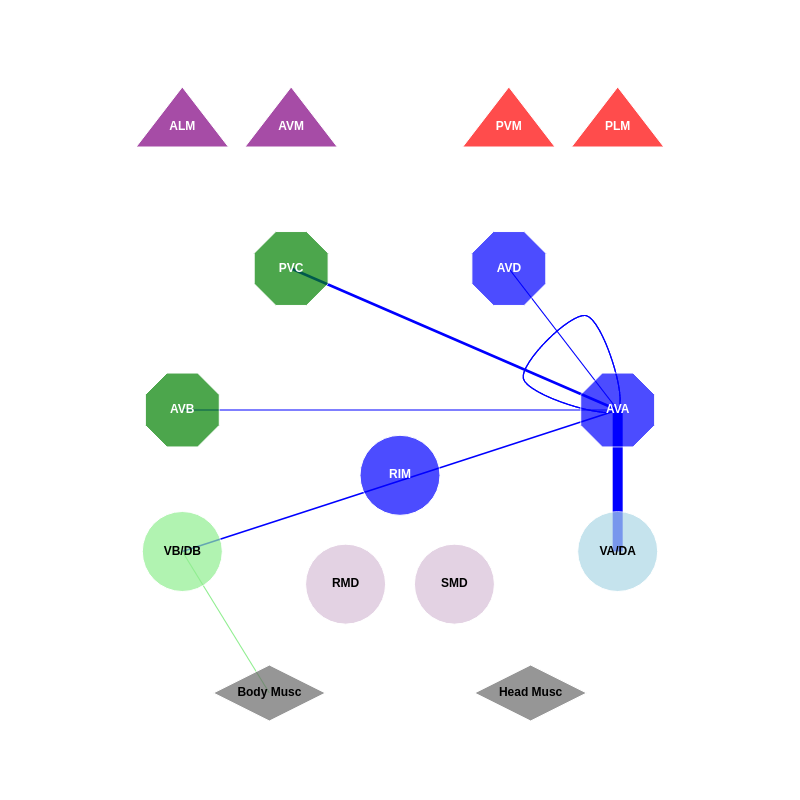 ALM
AVM
PVM
PLM
PVC
AVD
AVB
AVA
RIM
VB/DB
VA/DA
RMD
SMD
Body Musc
Head Musc